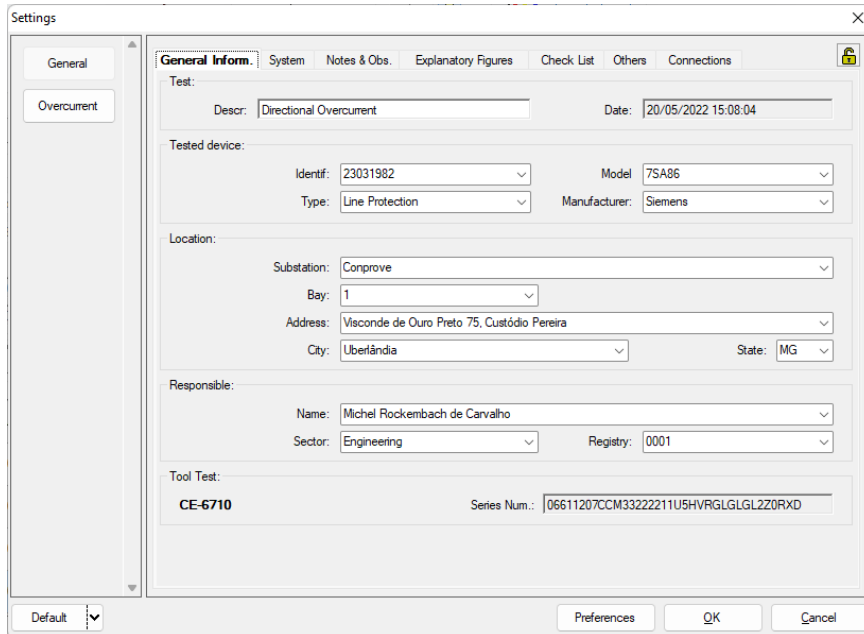 Settings
General
Overcurrent
General Inform. System Notes & Obs. Explanatory Figures Check List Others Connections
Test:
Descr: Directional Overcurrent Date: 20/05/2022 15:08:04
Tested device:
Identif: 23031982 Model 7SA86
Type: Line Protection Manufacturer: Siemens
Location:
Substation: Conprove
Bay: 1
Address: Visconde de Ouro Preto 75, Custódio Pereira
City: Uberlândia State: MG
Responsible:
Name: Michel Rockembach de Carvalho
Sector: Engineering Registry: 0001
Tool Test:
CE-6710 Series Num.: 06611207CCM33222211U5HVRGLGLGL2Z0RXD
Default Preferences OK Cancel